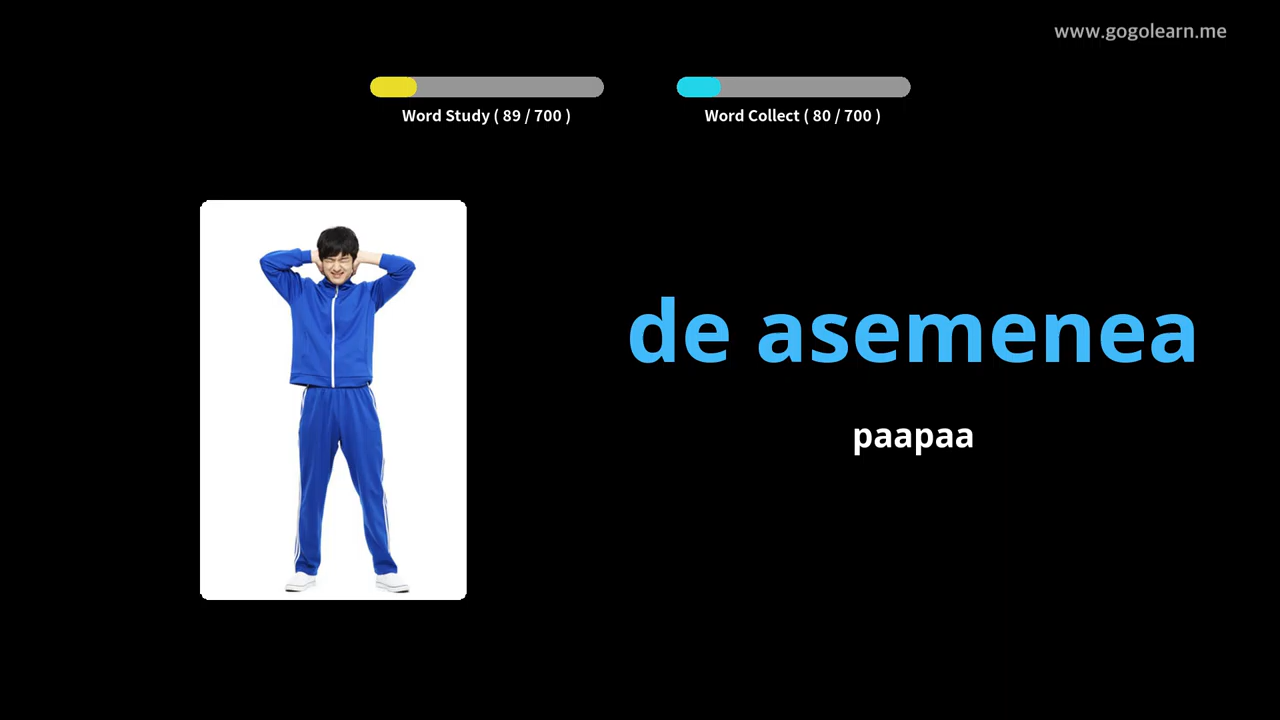 www.gogolearn.me
Word Study ( 89 / 700 )
Word Collect ( 80 / 700 )
de asemenea
paapaa